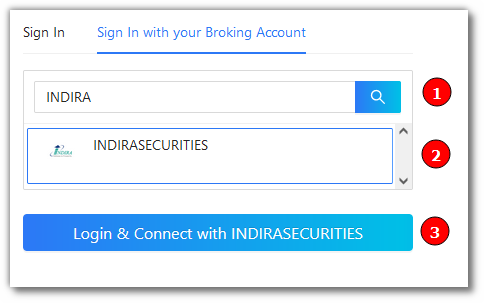 Sign In
Sign In with your Broking Account
INDIRA
1
INDIRA
INDIRASECURITIES
2
Login & Connect with INDIRASECURITIES
3